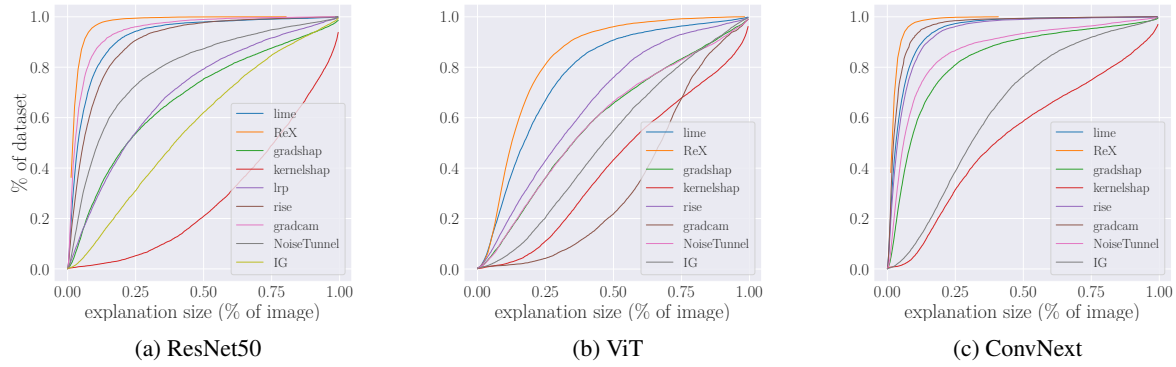 % of dataset
1.0
0.8
0.6
0.4
0.2
0.0
lime
ReX
gradshap
kernelshap
lrp
rise
gradcam
NoiseTunnel
IG
0.00 0.25 0.50 0.75 1.00
explanation size (% of image)
(a) ResNet50
1.0
0.8
0.6
0.4
0.2
0.0
lime
ReX
gradshap
kernelshap
rise
gradcam
NoiseTunnel
IG
0.00 0.25 0.50 0.75 1.00
explanation size (% of image)
(b) ViT
1.0
0.8
0.6
0.4
0.2
0.0
lime
ReX
gradshap
kernelshap
rise
gradcam
NoiseTunnel
IG
0.00 0.25 0.50 0.75 1.00
explanation size (% of image)
(c) ConvNext